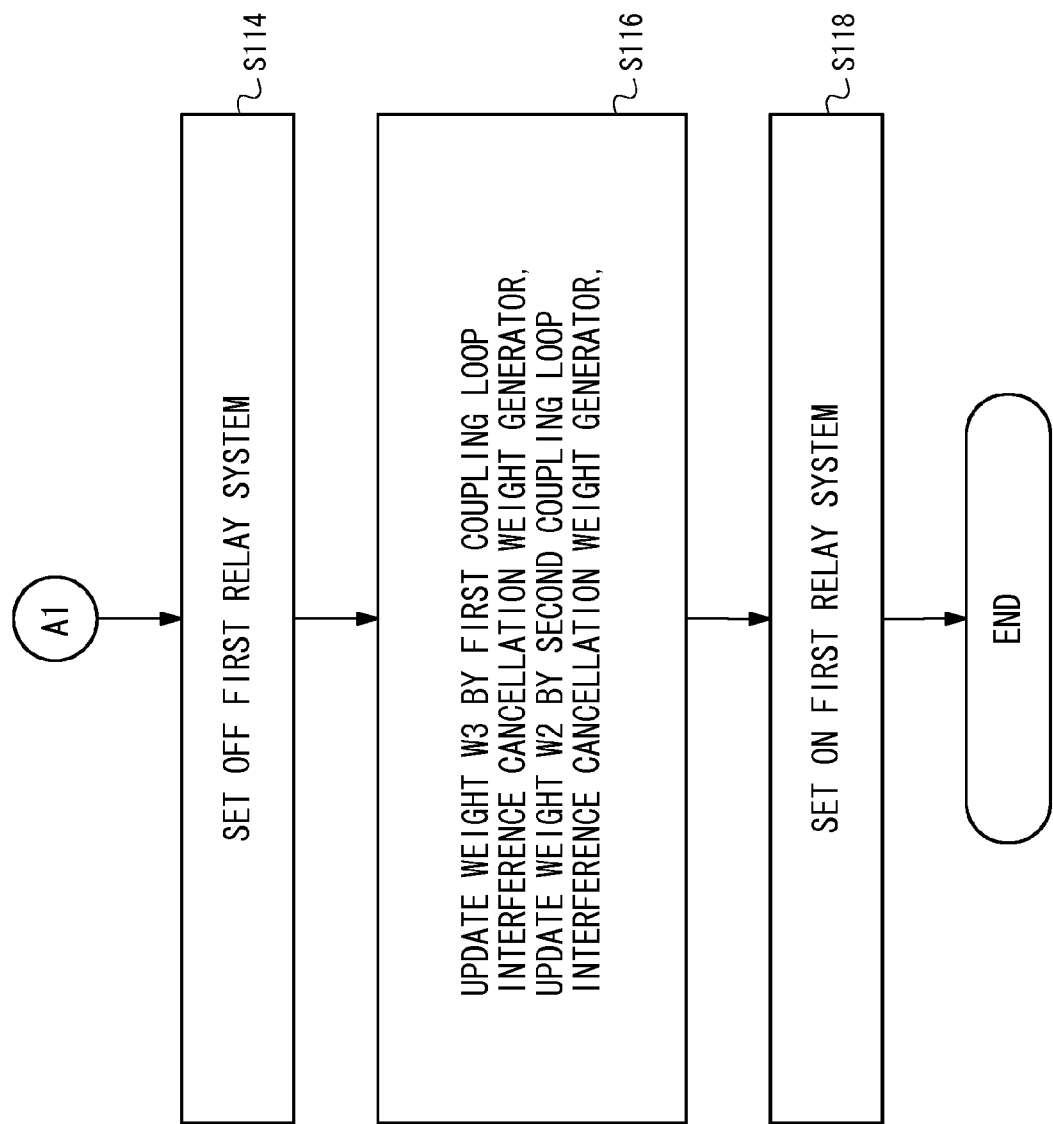 A1
SET OFF FIRST RELAY SYSTEM
S114
UPDATE WEIGHT W3 BY FIRST COUPLING LOOP
INTERFERENCE CANCELLATION WEIGHT GENERATOR,
UPDATE WEIGHT W2 BY SECOND COUPLING LOOP
INTERFERENCE CANCELLATION WEIGHT GENERATOR,
S116
SET ON FIRST RELAY SYSTEM
S118
END